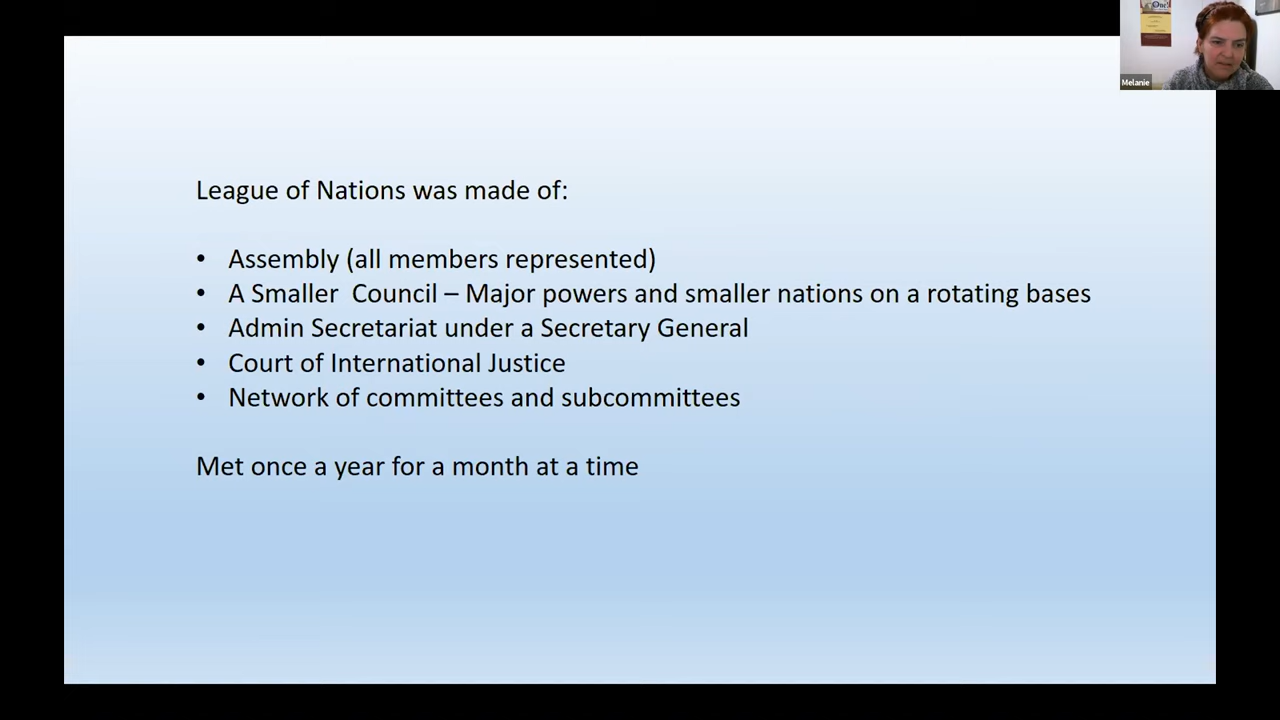 One!
Melanie
League of Nations was made of:
• Assembly (all members represented)
• A Smaller  Council – Major powers and smaller nations on a rotating bases
• Admin Secretariat under a Secretary General
• Court of International Justice
• Network of committees and subcommittees
Met once a year for a month at a time